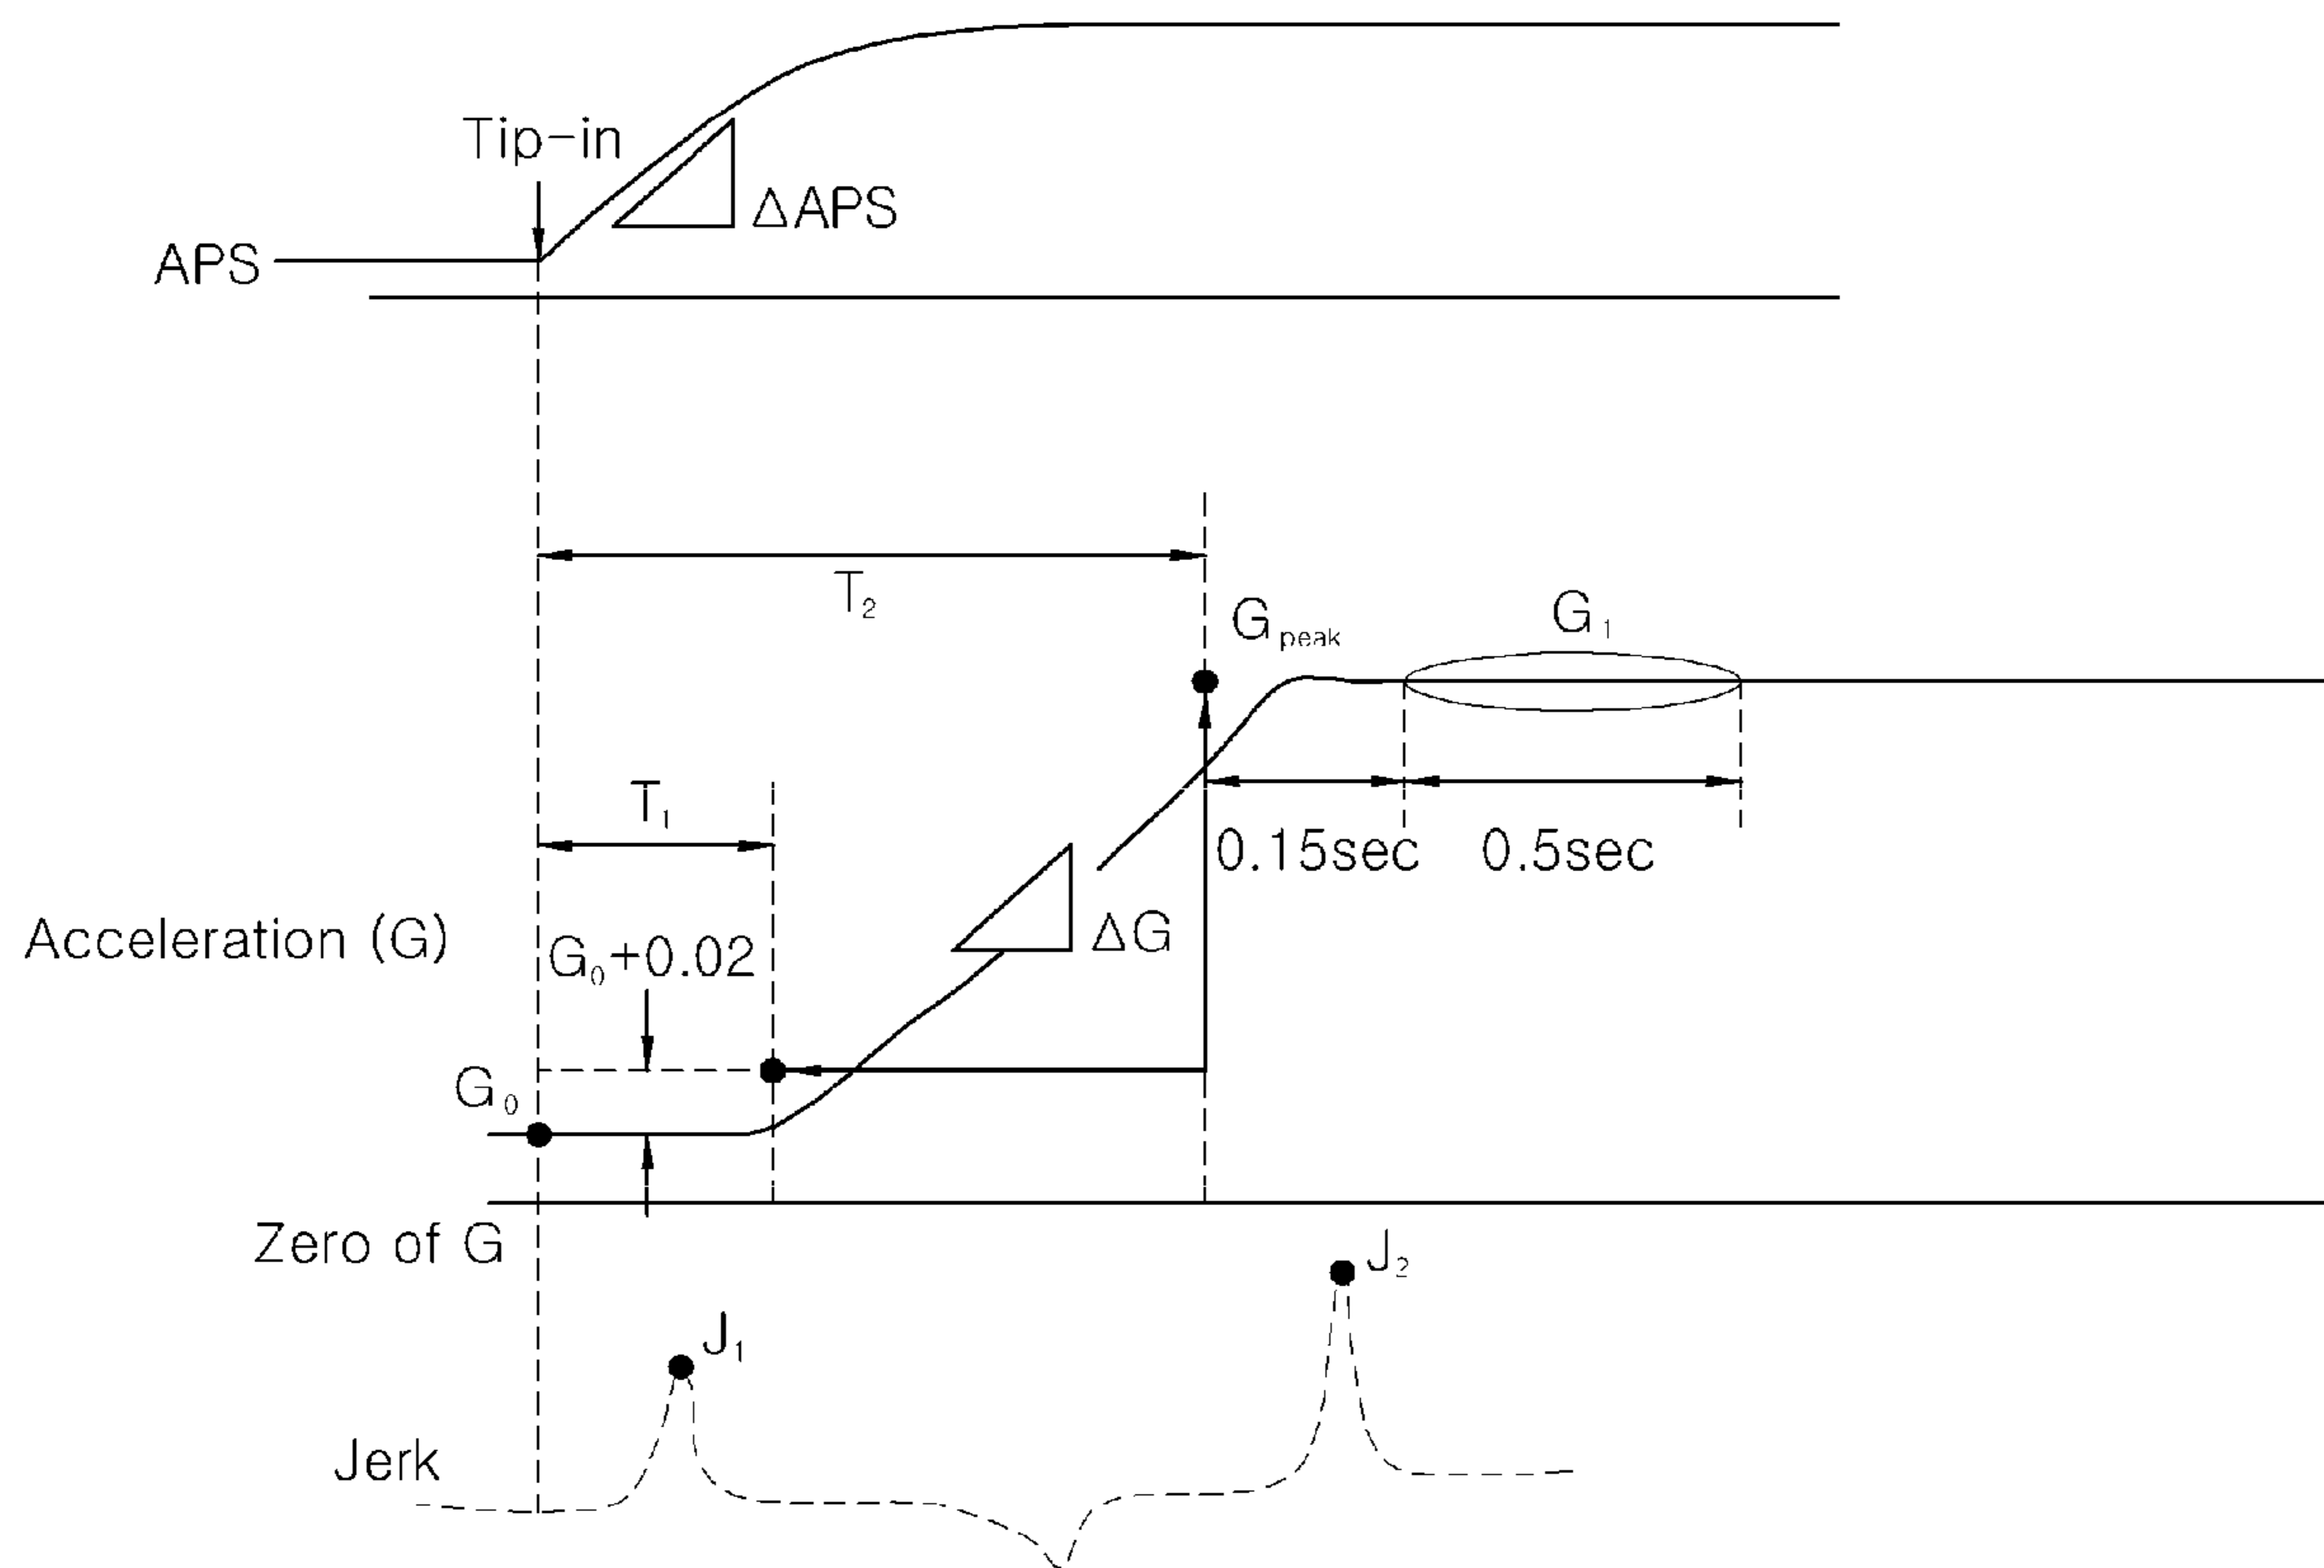 Tip-in
ΔAPS
APS
T₂
Gpeak
G₁
T₁
0.15sec
0.5sec
Acceleration (G)
G₀+0.02
ΔG
G₀
Zero of G
J₂
J₁
Jerk